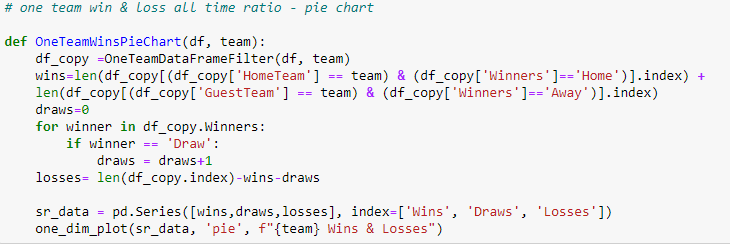 # one team win & loss all time ratio - pie chart
def OneTeamWinsPieChart(df, team):
    df_copy =OneTeamDataFrameFilter(df, team)
    wins=len(df_copy[(df_copy['HomeTeam'] == team) & (df_copy['Winners']=='Home')].index) +
    len(df_copy[(df_copy['GuestTeam'] == team) & (df_copy['Winners']=='Away')].index)
    draws=0
    for winner in df_copy.Winners:
        if winner == 'Draw':
            draws = draws+1
    losses= len(df_copy.index)-wins-draws
    sr_data = pd.Series([wins,draws,losses], index=['Wins', 'Draws', 'Losses'])
    one_dim_plot(sr_data, 'pie', f"{team} Wins & Losses")